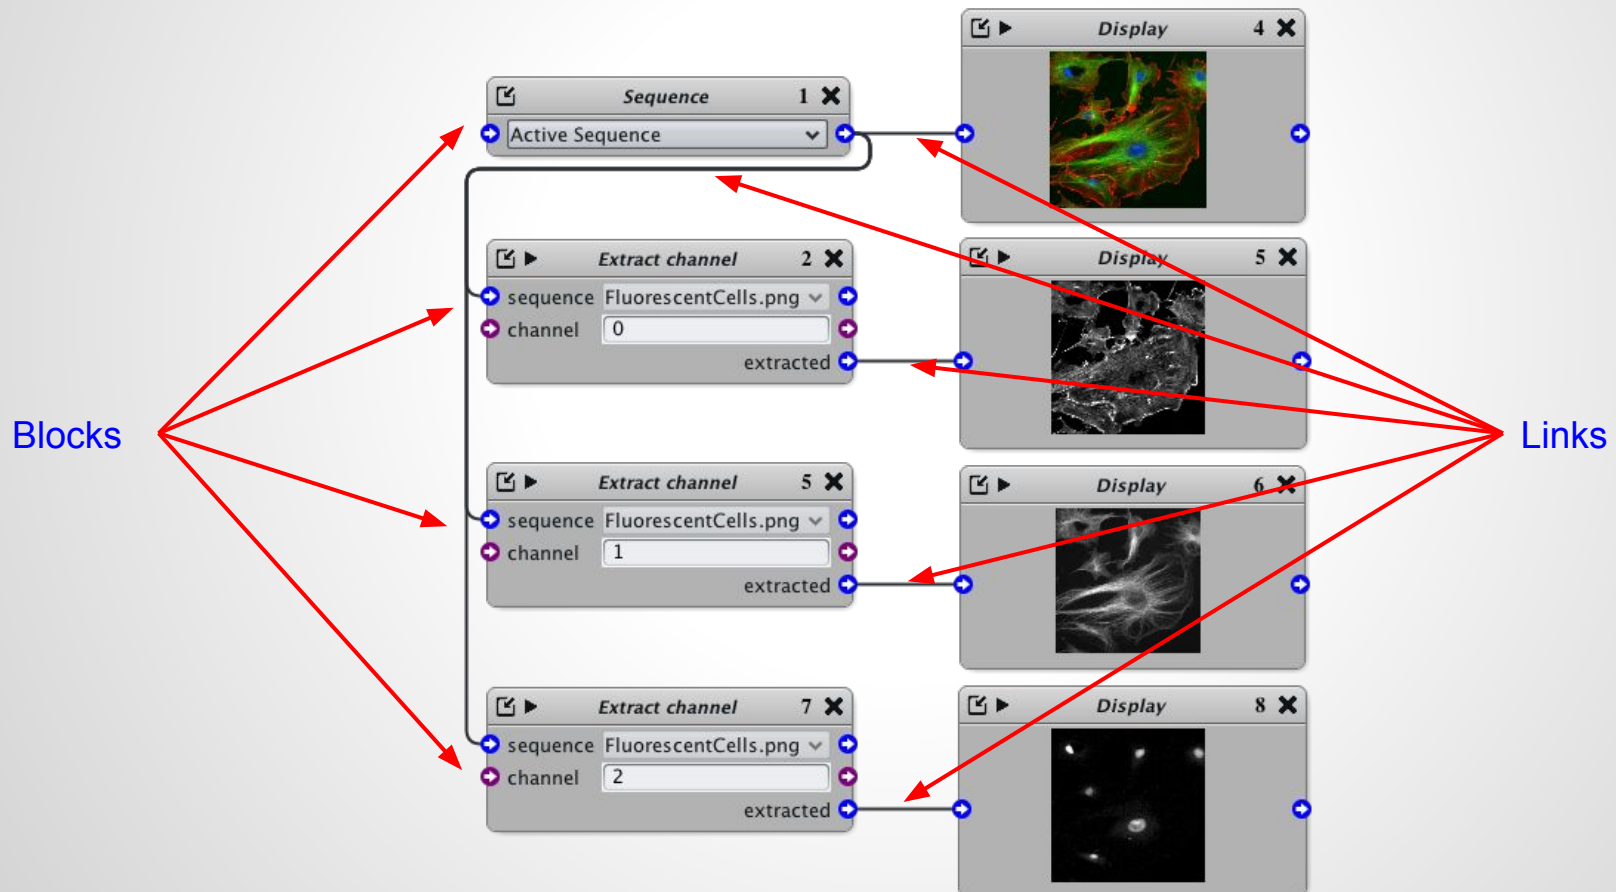 Display 4
Sequence 1
Active Sequence
Extract channel 2
sequence FluorescentCells.png
channel 0
extracted
Display 5
Blocks
Links
Extract channel 5
sequence FluorescentCells.png
channel 1
extracted
Display 6
Extract channel 7
sequence FluorescentCells.png
channel 2
extracted
Display 8